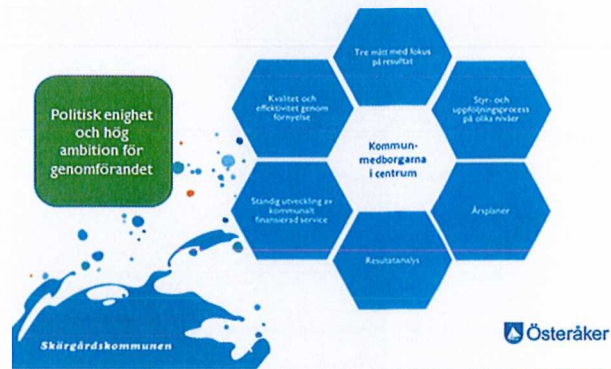 Politisk enighet
och hög
ambition för
genomförandet
Tre mått med fokus
på resultat
Kvalitet och
effektivitet genom
förnyelse
Styr- och
uppföljningsprocess
på olika nivåer
Kommun-
medborgarna
i centrum
Ständig utveckling av
kommunalt
finansierad service
Årsplaner
Resultatanalys
Skärgårdskommunen
Österåker